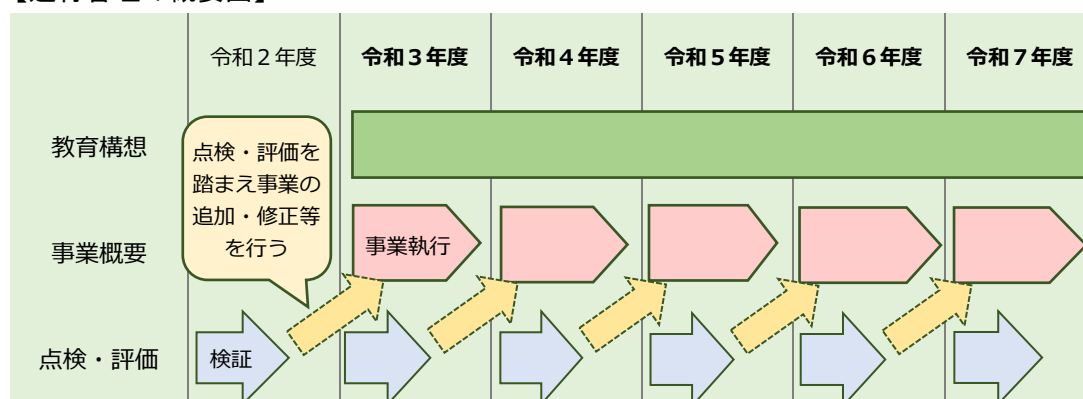 令和２年度 令和３年度 令和４年度 令和５年度 令和６年度 令和７年度
教育構想
点検・評価を
踏まえ事業の
追加・修正等
を行う
事業概要
事業執行
点検・評価
検証